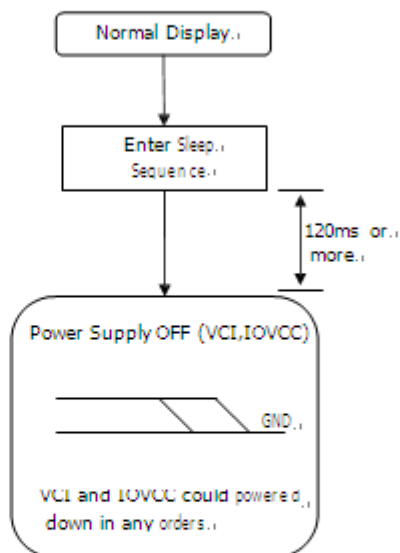 Normal Display.
Enter Sleep.
Sequence.
120ms or.
more.
Power Supply OFF (VCI,IOVCC)
GND.
VCI and IOVCC could powered
down in any orders.